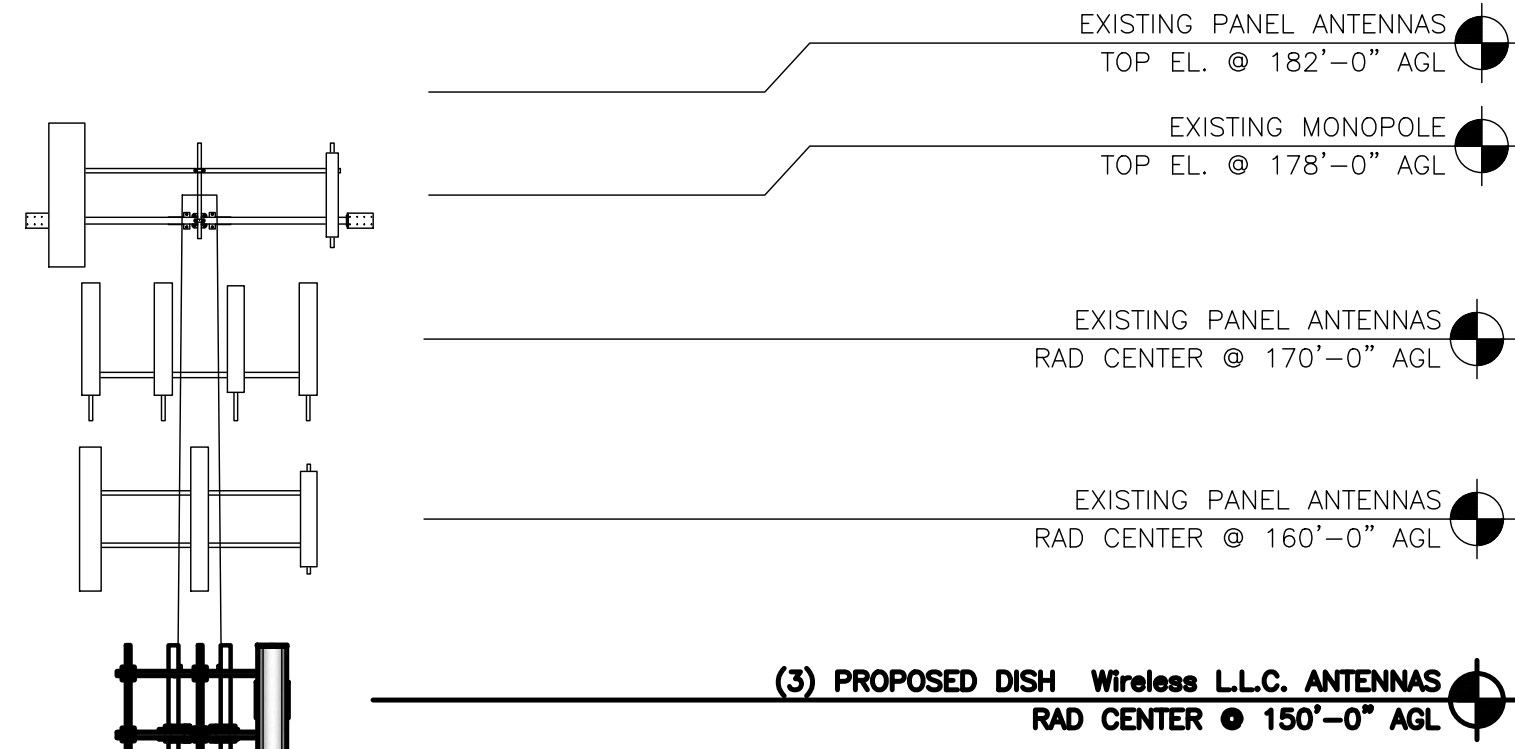 EXISTING PANEL ANTENNAS
TOP EL. @ 182'-0" AGL
EXISTING MONOPOLE
TOP EL. @ 178'-0" AGL
EXISTING PANEL ANTENNAS
RAD CENTER @ 170'-0" AGL
EXISTING PANEL ANTENNAS
RAD CENTER @ 160'-0" AGL
(3) PROPOSED DISH Wireless L.L.C. ANTENNAS
RAD CENTER @ 150'-0" AGL